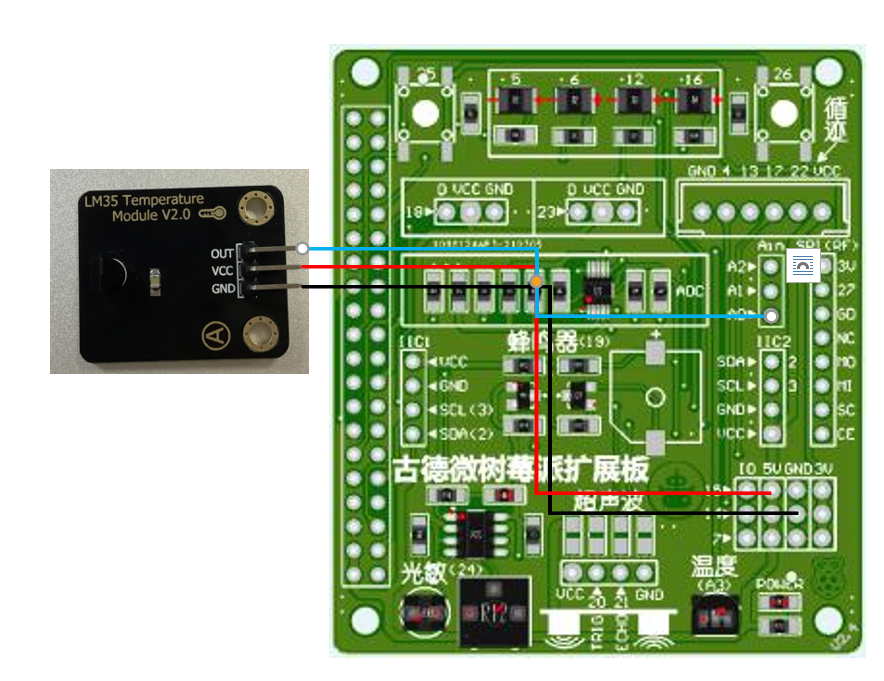 LM35 Temperature
Module V2.0
OUT
VCC
GND
A
25
5
6
12
16
26
循迹
GND 4 13 17 22 VCC
D VCC GND
18
D VCC GND
23
Ain
SPI(RF)
A2
A1
A0
3V
27
GD
NC
MO
MI
SC
CE
ADC
IIC1
VCC
GND
SCL(3)
SDA(2)
蜂鸣器(19)
+
IIC2
SDA 2
SCL 3
GND
VCC
古德微树莓派扩展板
IO 5V GND 3V
7
超声波
光敏(24)
VCC 20 21 GND
TRIG
ECHO
温度
(A3)
POWER